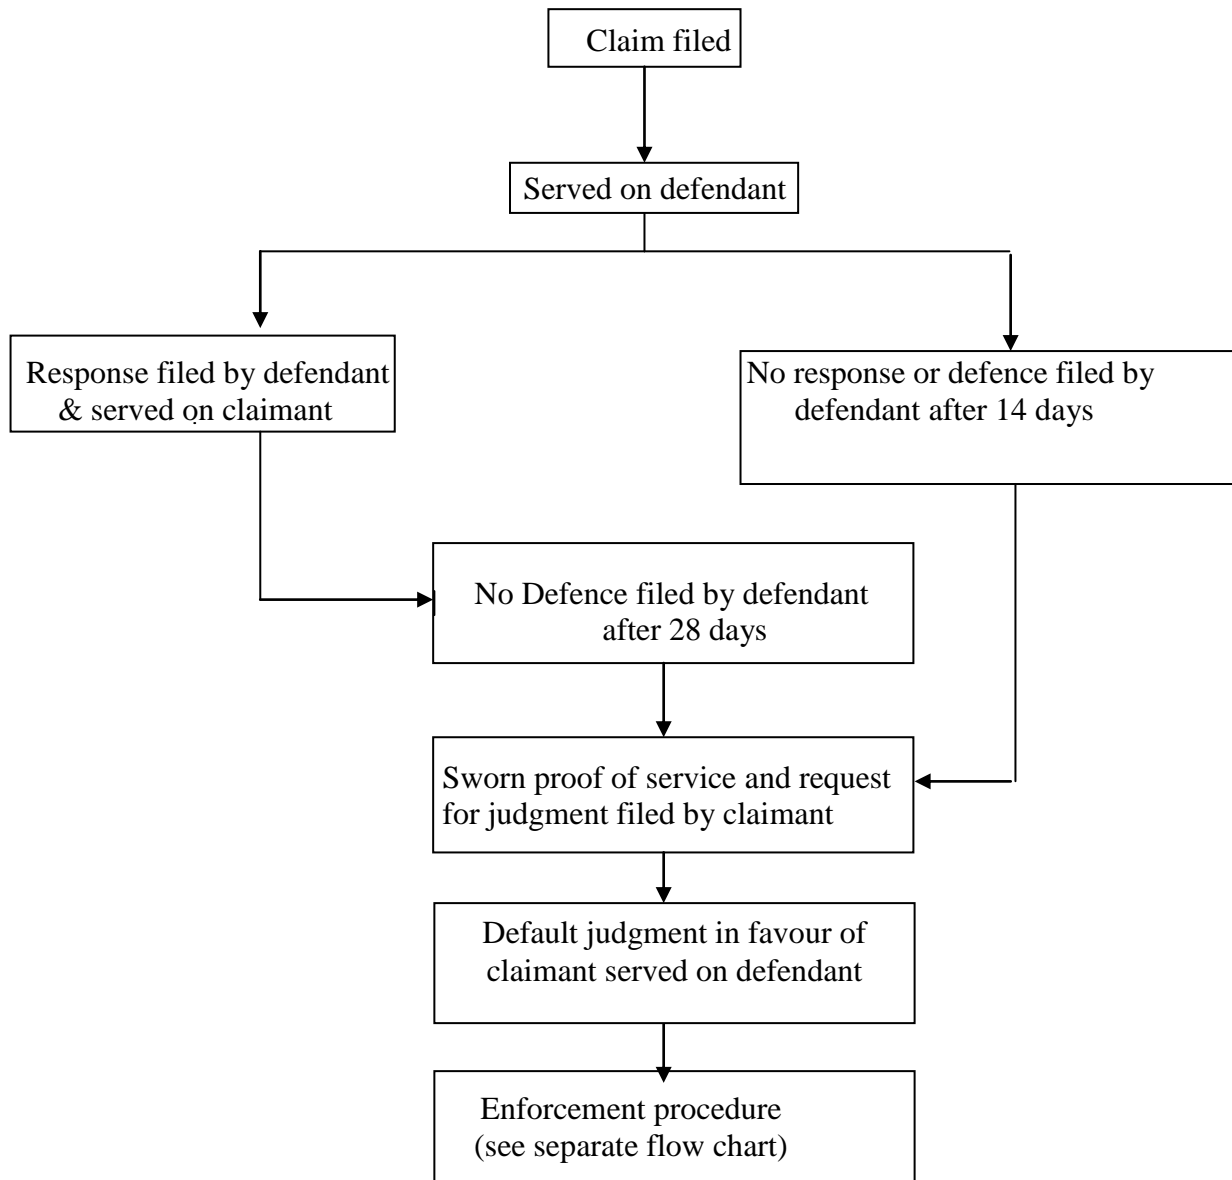 Claim filed
Served on defendant
Response filed by defendant
& served on claimant
No response or defence filed by
defendant after 14 days
No Defence filed by defendant
after 28 days
Sworn proof of service and request
for judgment filed by claimant
Default judgment in favour of
claimant served on defendant
Enforcement procedure
(see separate flow chart)